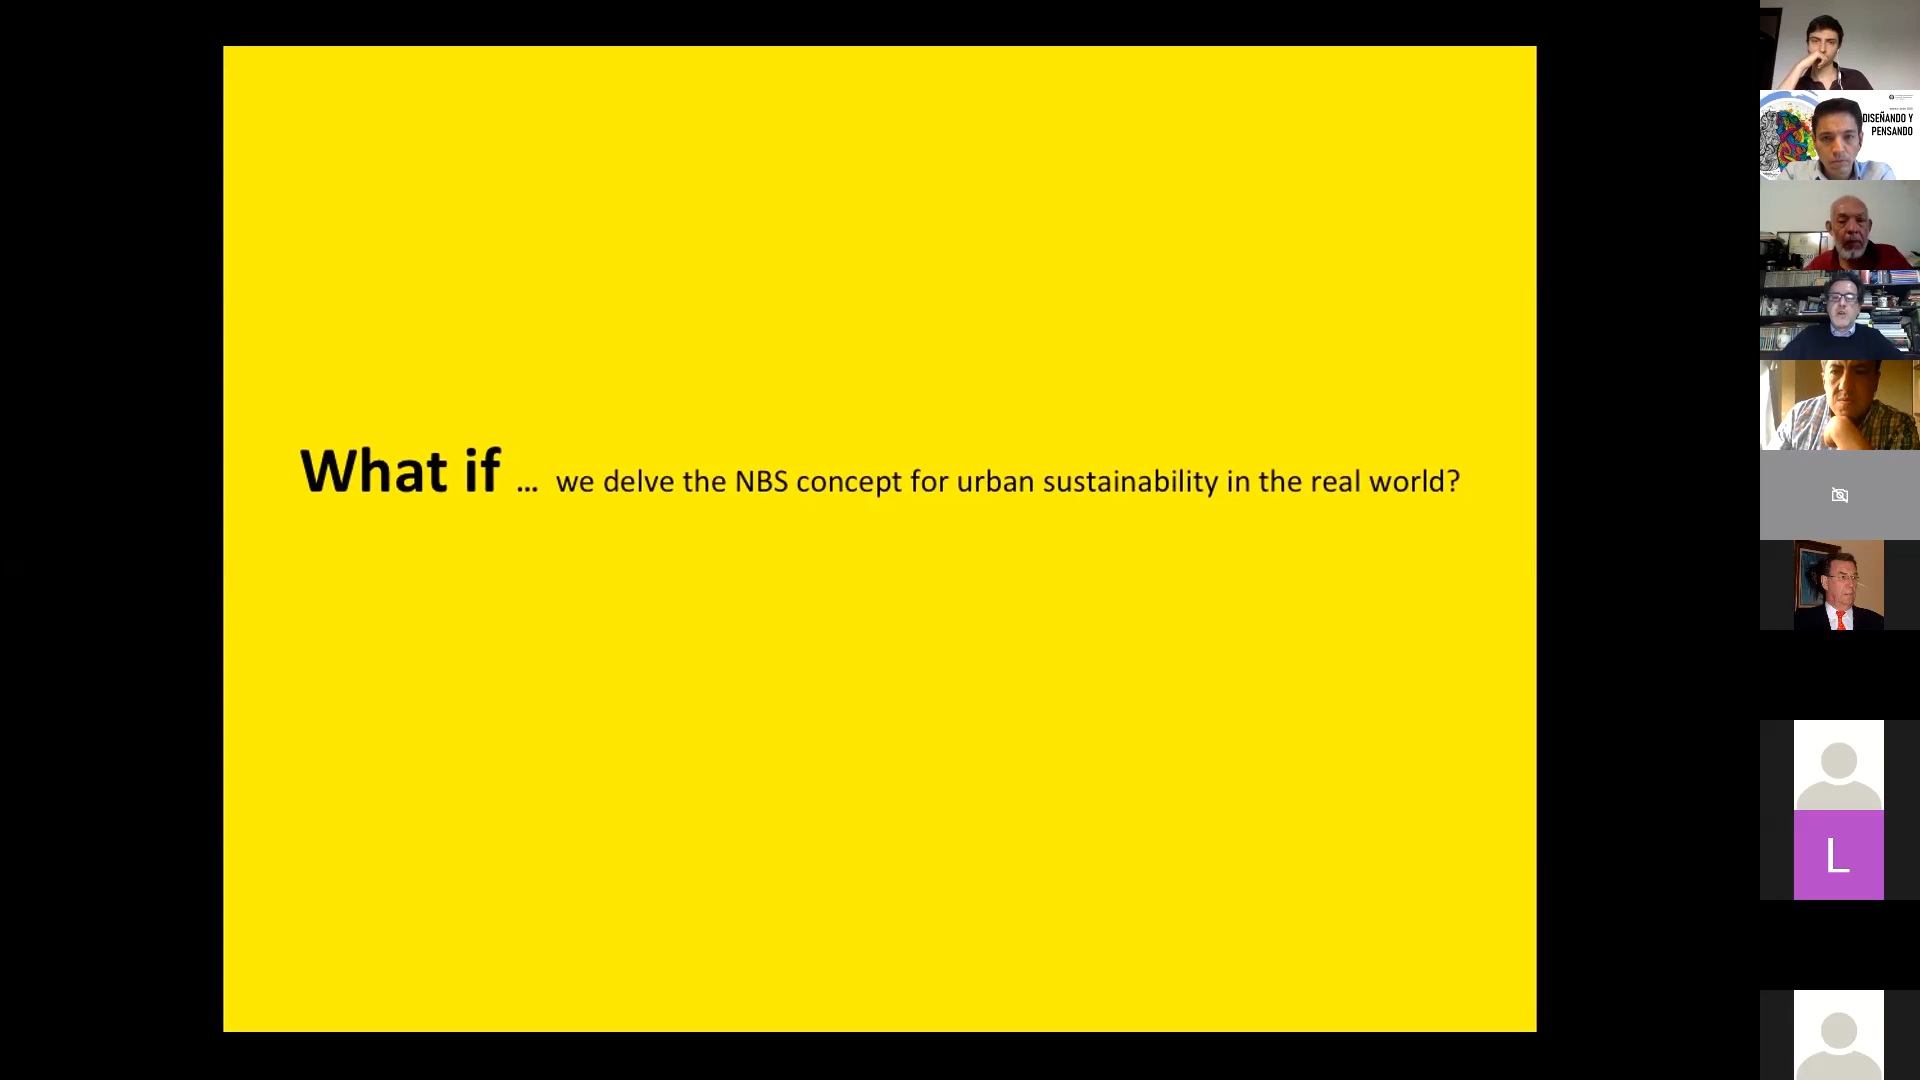 What if ... we delve the NBS concept for urban sustainability in the real world?
DISEÑANDO Y
PENSANDO
L